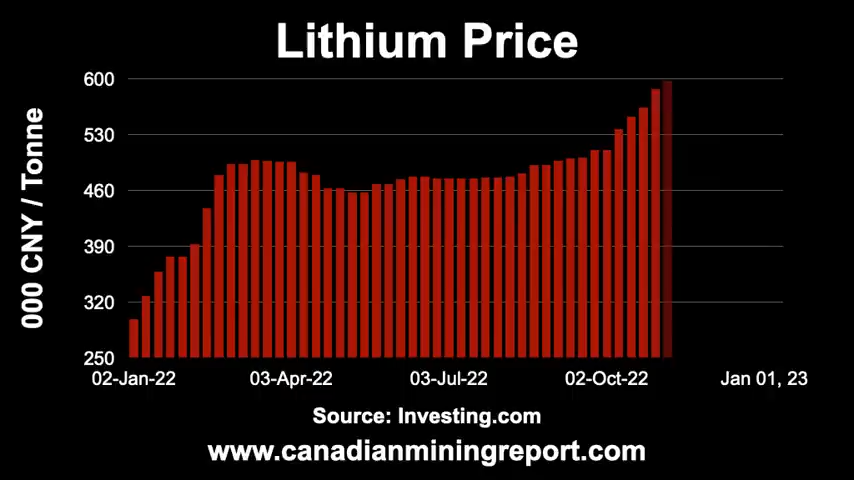 Lithium Price
000 CNY / Tonne
600
530
460
390
320
250
02-Jan-22
03-Apr-22
03-Jul-22
02-Oct-22
Jan 01, 23
Source: Investing.com
www.canadianminingreport.com